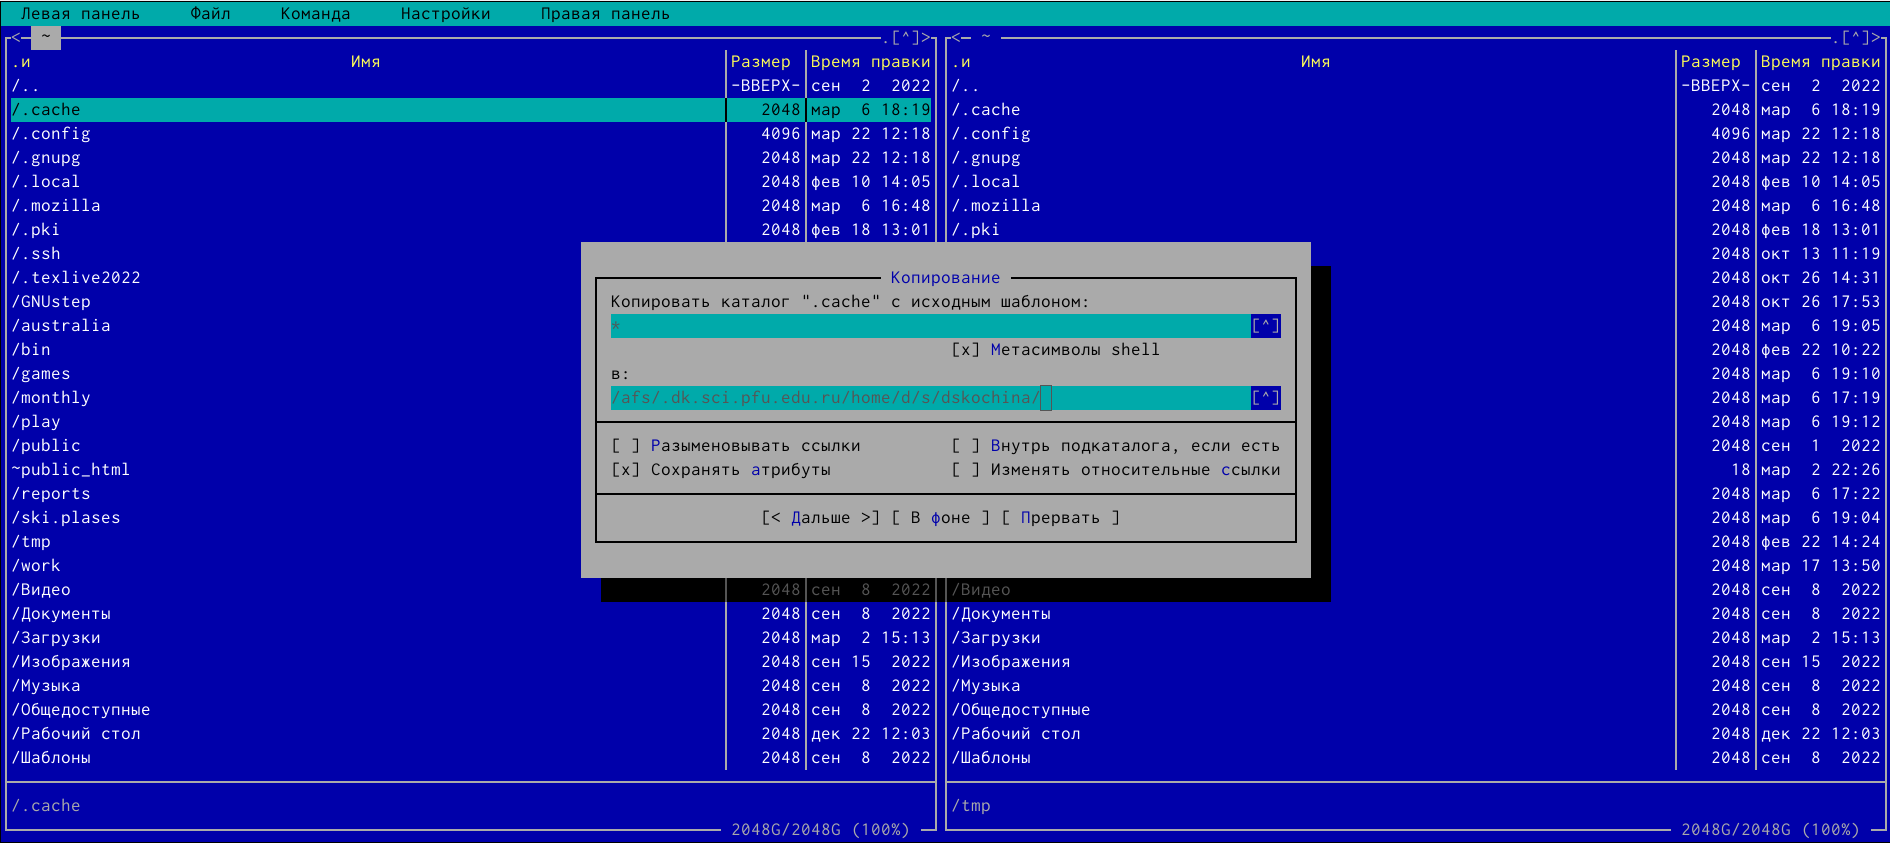 Левая панель Файл Команда Настройки Правая панель
<─ ~ .[^]> <─ ~ .[^]>
.и Имя Размер Время правки .и Имя Размер Время правки
/.. -ВВЕРХ- сен 2 2022 /.. -ВВЕРХ- сен 2 2022
/.cache 2048 мар 6 18:19 /.cache 2048 мар 6 18:19
/.config 4096 мар 22 12:18 /.config 4096 мар 22 12:18
/.gnupg 2048 мар 22 12:18 /.gnupg 2048 мар 22 12:18
/.local 2048 фев 10 14:05 /.local 2048 фев 10 14:05
/.mozilla 2048 мар 6 16:48 /.mozilla 2048 мар 6 16:48
/.pki 2048 фев 18 13:01 /.pki 2048 фев 18 13:01
/.ssh 2048 окт 13 11:19
/.texlive2022 Копирование 2048 окт 26 14:31
/GNUstep Копировать каталог ".cache" с исходным шаблоном: 2048 окт 26 17:53
/australia * [^] 2048 мар 6 19:05
/bin [x] Метасимволы shell 2048 фев 22 10:22
/games в: 2048 мар 6 19:10
/monthly /afs/.dk.sci.pfu.edu.ru/home/d/s/dskochina/ [^] 2048 мар 6 17:19
/play 2048 мар 6 19:12
/public [ ] Разыменовывать ссылки [ ] Внутрь подкаталога, если есть 2048 сен 1 2022
~public_html [x] Сохранять атрибуты [ ] Изменять относительные ссылки 18 мар 2 22:26
/reports 2048 мар 6 17:22
/ski.plases [< Дальше >] [ В фоне ] [ Прервать ] 2048 мар 6 19:04
/tmp 2048 фев 22 14:24
/work 2048 мар 17 13:50
/Видео 2048 сен 8 2022 /Видео 2048 сен 8 2022
/Документы 2048 сен 8 2022 /Документы 2048 сен 8 2022
/Загрузки 2048 мар 2 15:13 /Загрузки 2048 мар 2 15:13
/Изображения 2048 сен 15 2022 /Изображения 2048 сен 15 2022
/Музыка 2048 сен 8 2022 /Музыка 2048 сен 8 2022
/Общедоступные 2048 сен 8 2022 /Общедоступные 2048 сен 8 2022
/Рабочий стол 2048 дек 22 12:03 /Рабочий стол 2048 дек 22 12:03
/Шаблоны 2048 сен 8 2022 /Шаблоны 2048 сен 8 2022
/.cache /tmp
2048G/2048G (100%) 2048G/2048G (100%)